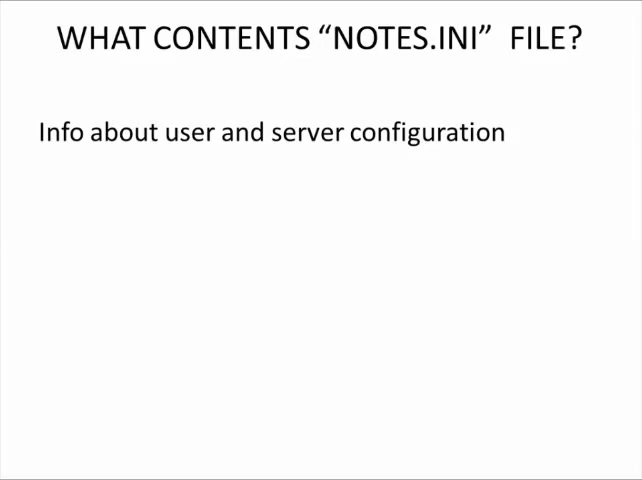 WHAT CONTENTS “NOTES.INI” FILE?
Info about user and server configuration